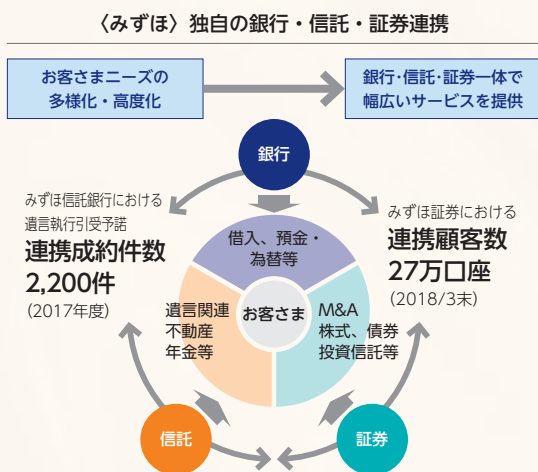 〈みずほ〉独自の銀行・信託・証券連携
お客さまニーズの
多様化・高度化
銀行・信託・証券一体で
幅広いサービスを提供
銀行
みずほ信託銀行における
遺言執行引受予諾
連携成約件数
2,200件
(2017年度)
みずほ証券における
連携顧客数
27万口座
(2018/3末)
借入、預金・
為替等
遺言関連
不動産
年金等
お客さま
M&A
株式、債券
投資信託等
信託
証券